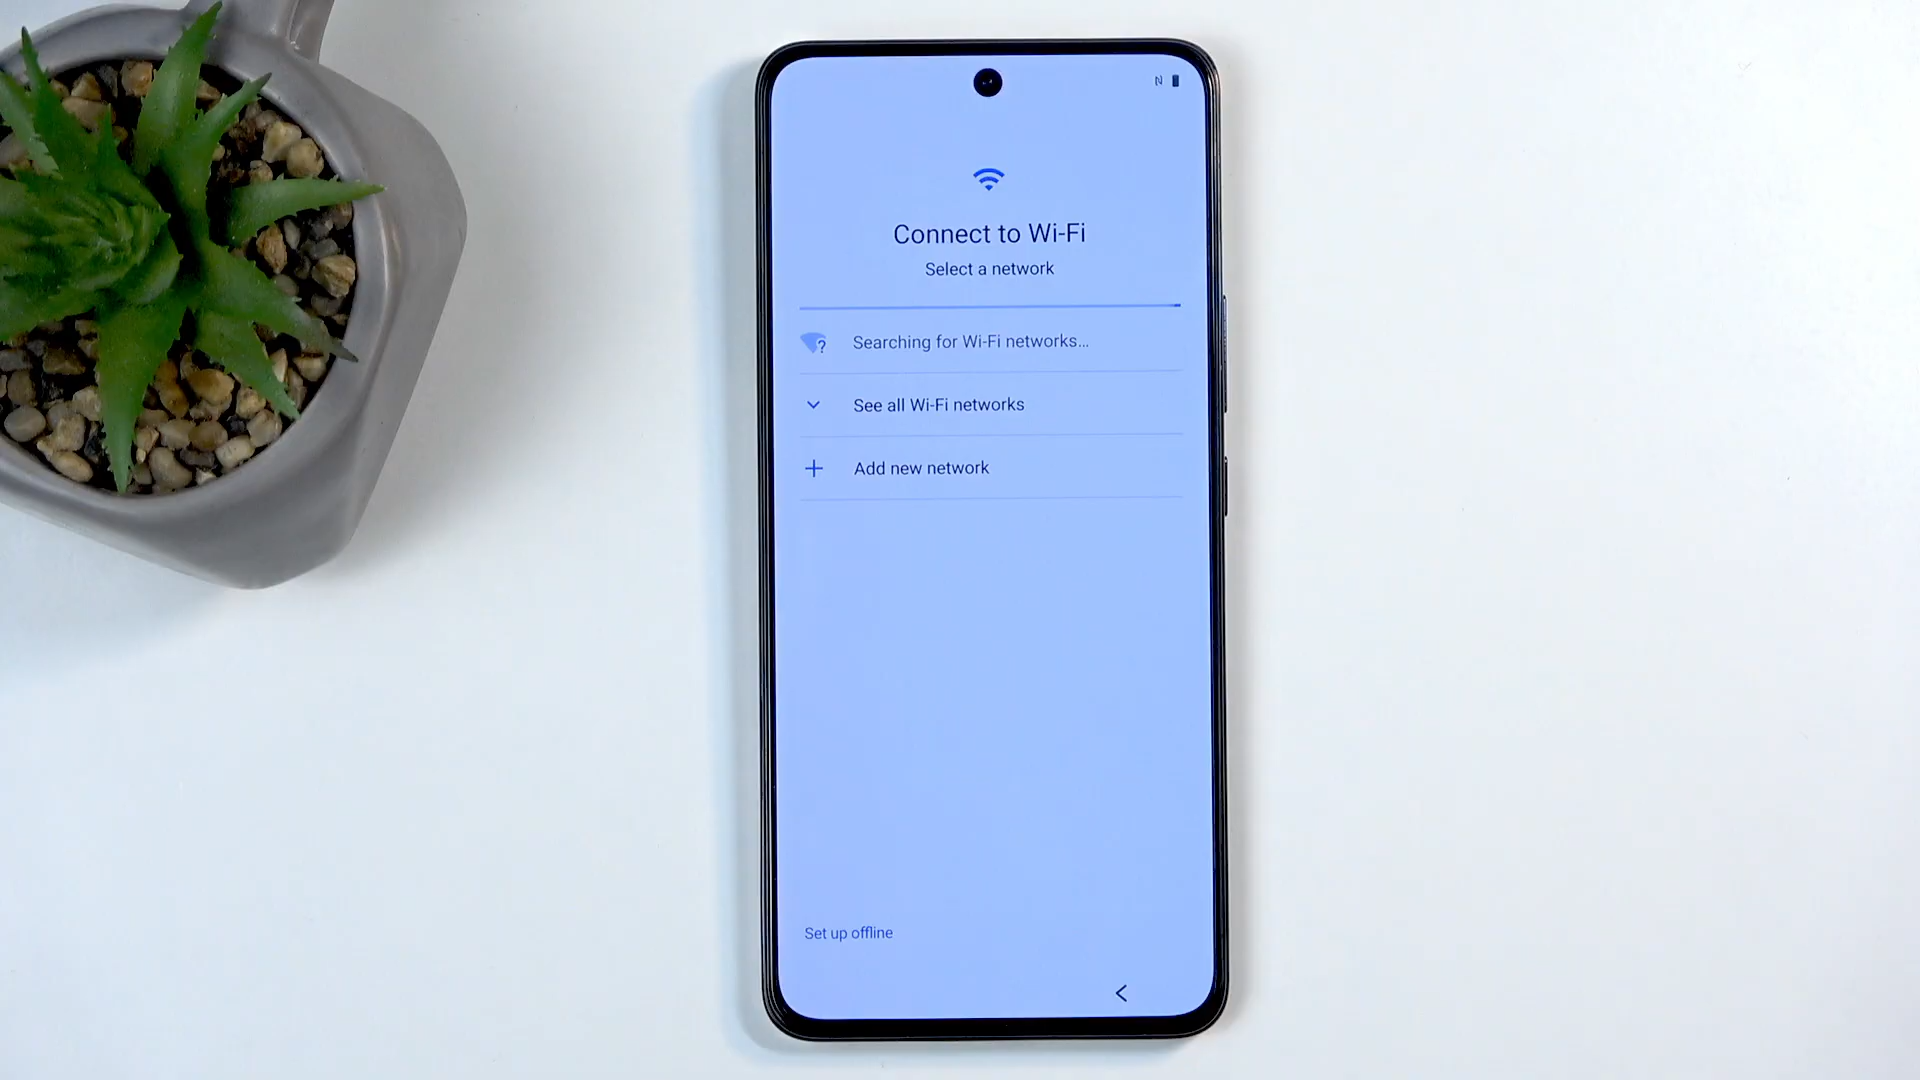 Connect to Wi-Fi
Select a network
Searching for Wi-Fi networks...
See all Wi-Fi networks
Add new network
Set up offline